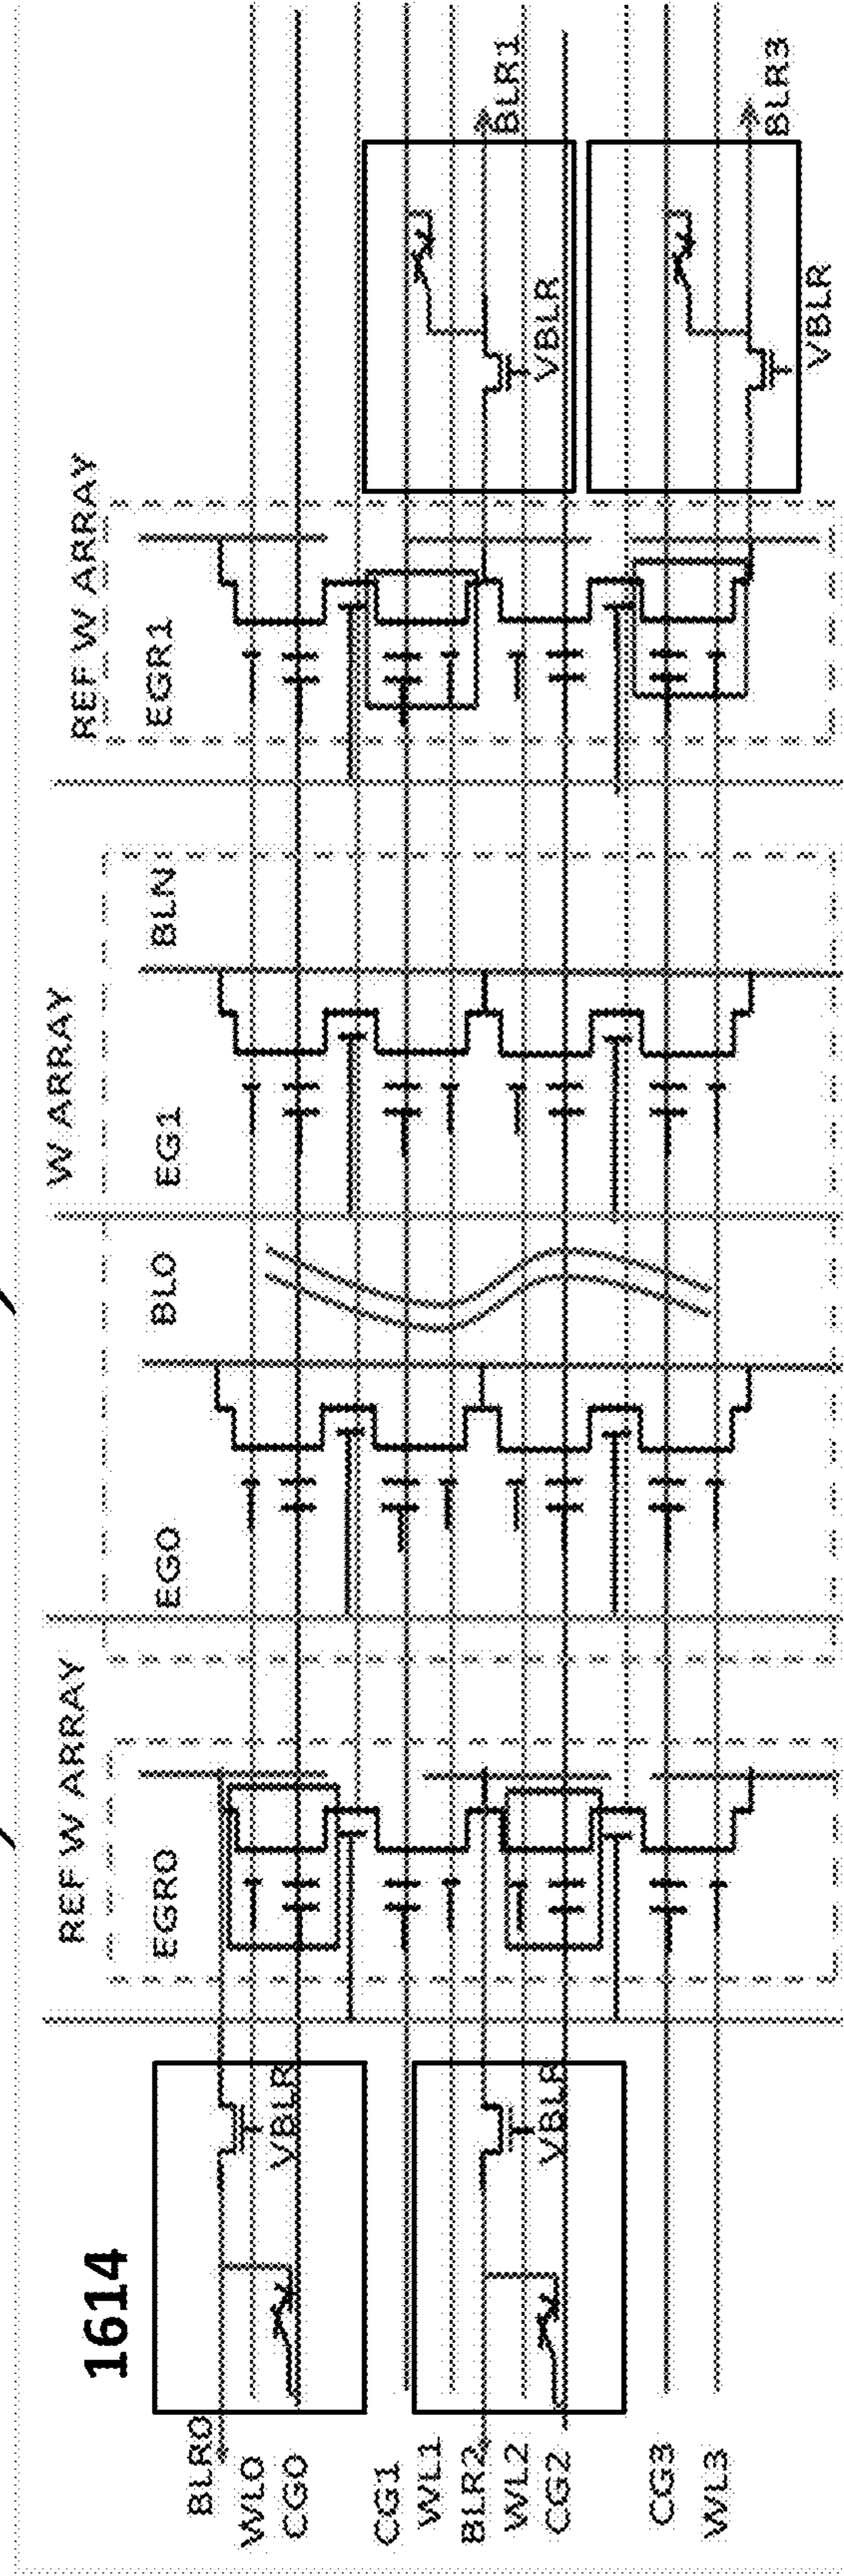 1614
REF W ARRAY
W ARRAY
REF W ARRAY
EGR0
EG0
BL0
EG1
BLN
EGR1
BLR0
WL0
CG0
CG1
WL1
BLR2
WL2
CG2
CG3
WL3
VBLR
VBLR
VBLR
VBLR
BLR1
BLR3